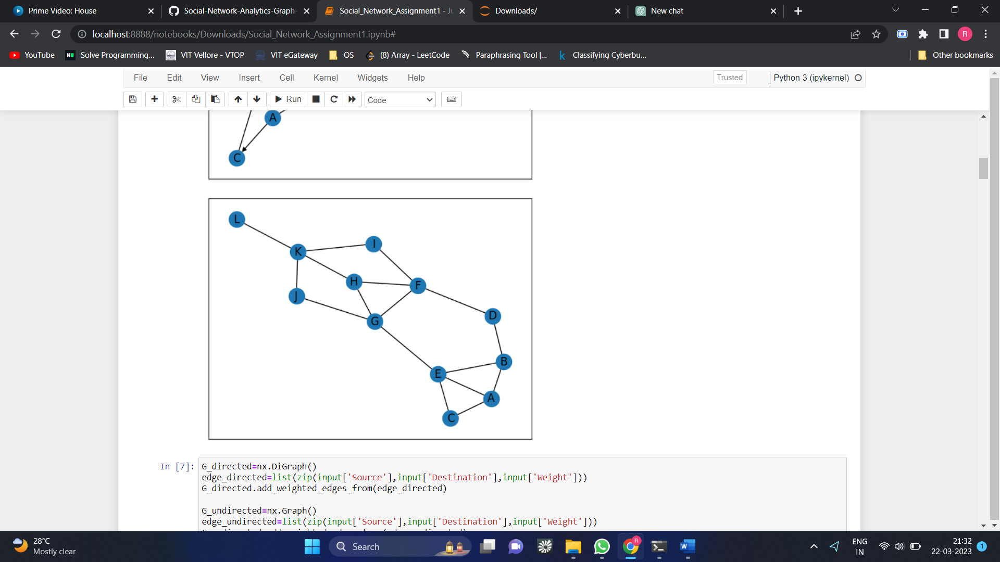 Prime Video: House
Social-Network-Analytics-Graph-
Social_Network_Assignment1 - Ju
Downloads/
New chat
localhost:8888/notebooks/Downloads/Social_Network_Assignment1.ipynb#
R
YouTube
Solve Programming...
VIT Vellore - VTOP
VIT eGateway
OS
(8) Array - LeetCode
Paraphrasing Tool |...
Classifying Cyberbu...
Other bookmarks
File Edit View Insert Cell Kernel Widgets Help
Trusted
Python 3 (ipykernel)
Run
Code
A
C
L
I
K
H
F
J
D
G
B
E
A
C
In [7]:
G_directed=nx.DiGraph()
edge_directed=list(zip(input['Source'],input['Destination'],input['Weight']))
G_directed.add_weighted_edges_from(edge_directed)
G_undirected=nx.Graph()
edge_undirected=list(zip(input['Source'],input['Destination'],input['Weight']))
28°C
Mostly clear
Search
ENG
IN
21:32
22-03-2023
1